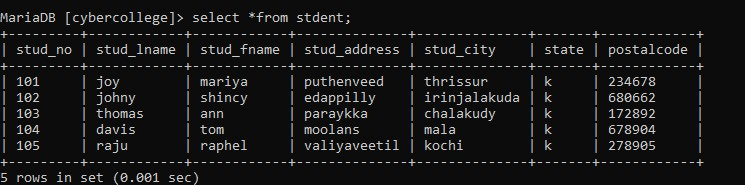 MariaDB [cybercollege]> select *from stdent;
+---------+------------+------------+--------------+--------------+-------+------------+
| stud_no | stud_lname | stud_fname | stud_address | stud_city    | state | postalcode |
+---------+------------+------------+--------------+--------------+-------+------------+
| 101     | joy        | mariya     | puthenveed   | thrissur     | k     | 234678     |
| 102     | johny      | shincy     | edappilly    | irinjalakuda | k     | 680662     |
| 103     | thomas     | ann        | paraykka     | chalakudy    | k     | 172892     |
| 104     | davis      | tom        | moolans      | mala         | k     | 678904     |
| 105     | raju       | raphel     | valiyaveetil | kochi        | k     | 278905     |
+---------+------------+------------+--------------+--------------+-------+------------+
5 rows in set (0.001 sec)